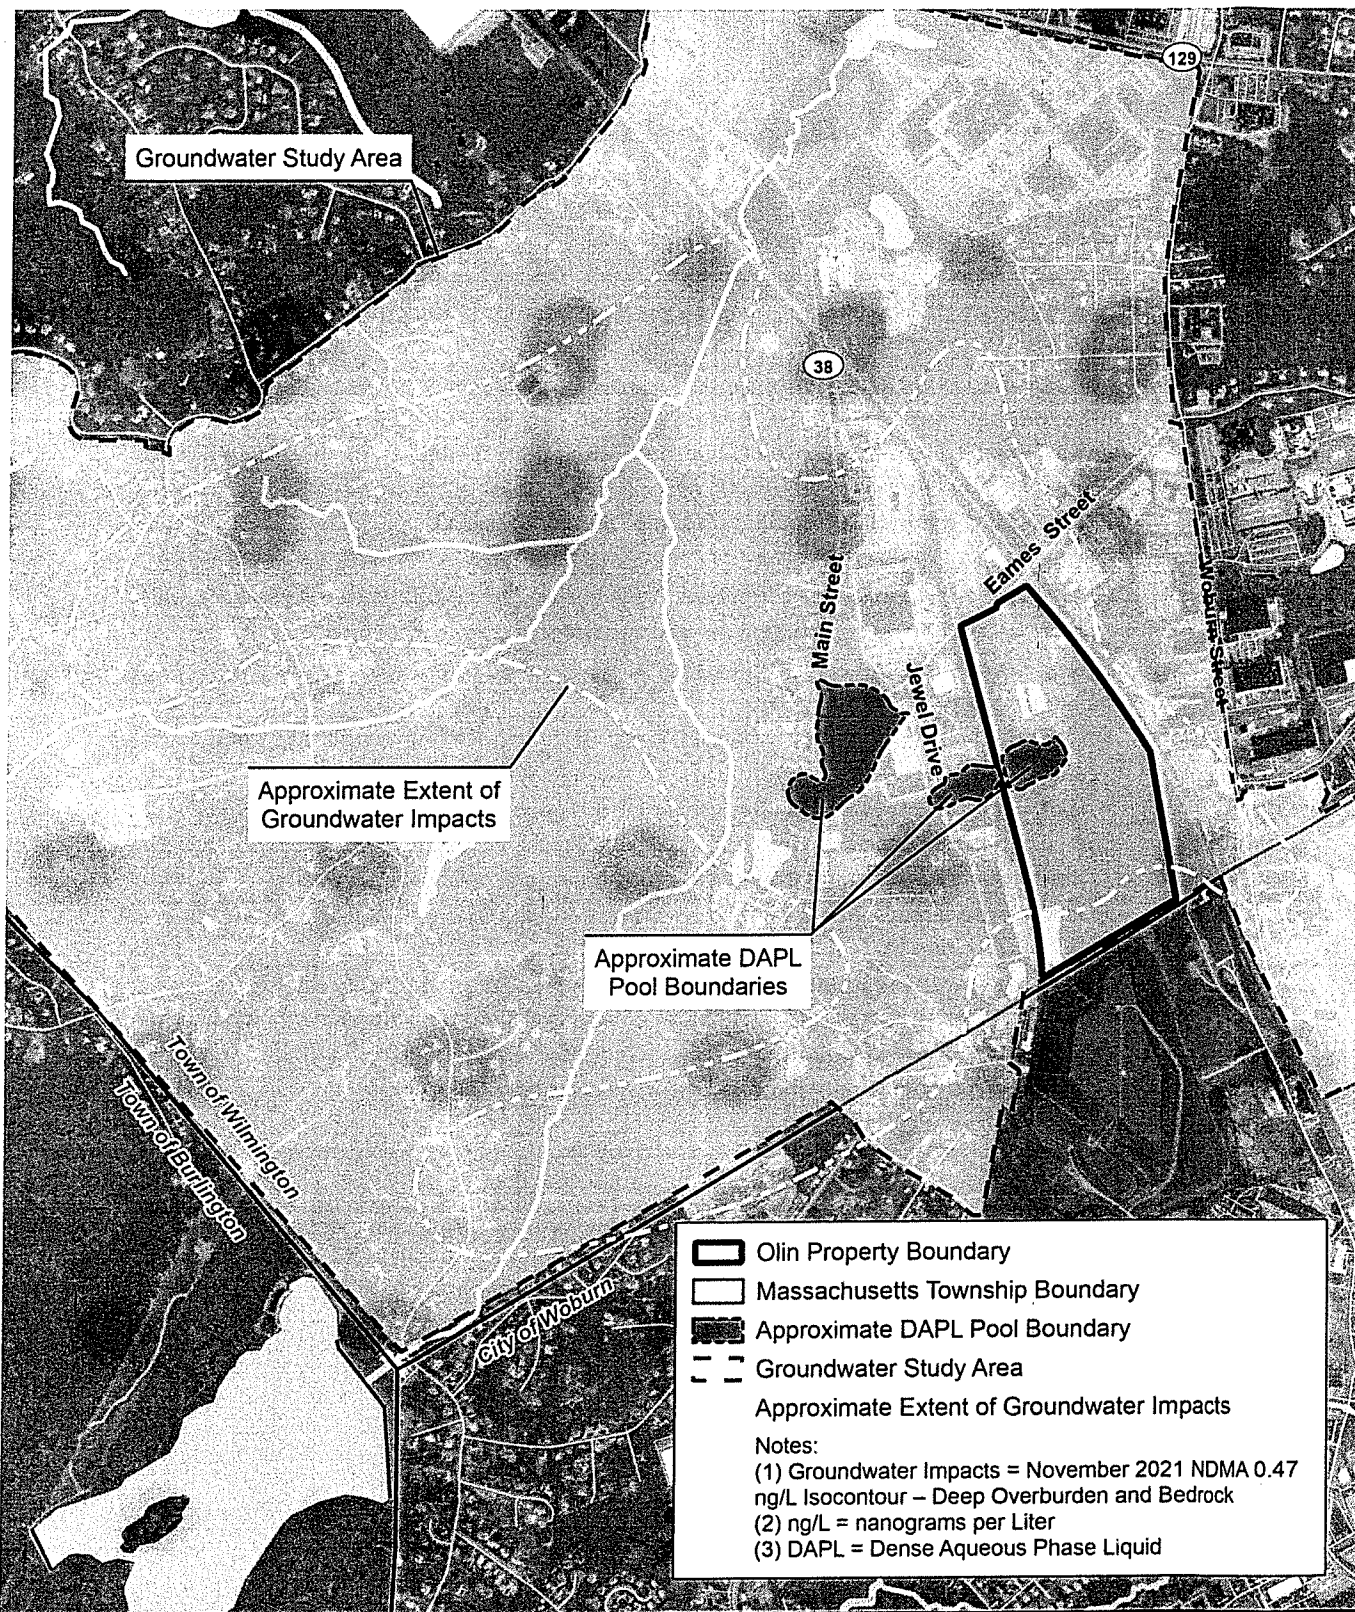 129
Groundwater Study Area
38
Eames Street
Main Street
Woburn Street
Jewel Drive
Approximate Extent of
Groundwater Impacts
Approximate DAPL
Pool Boundaries
Town of Wilmington
Town of Burlington
City of Woburn
Olin Property Boundary
Massachusetts Township Boundary
Approximate DAPL Pool Boundary
Groundwater Study Area
Approximate Extent of Groundwater Impacts
Notes:
(1) Groundwater Impacts = November 2021 NDMA 0.47
ng/L Isocontour – Deep Overburden and Bedrock
(2) ng/L = nanograms per Liter
(3) DAPL = Dense Aqueous Phase Liquid